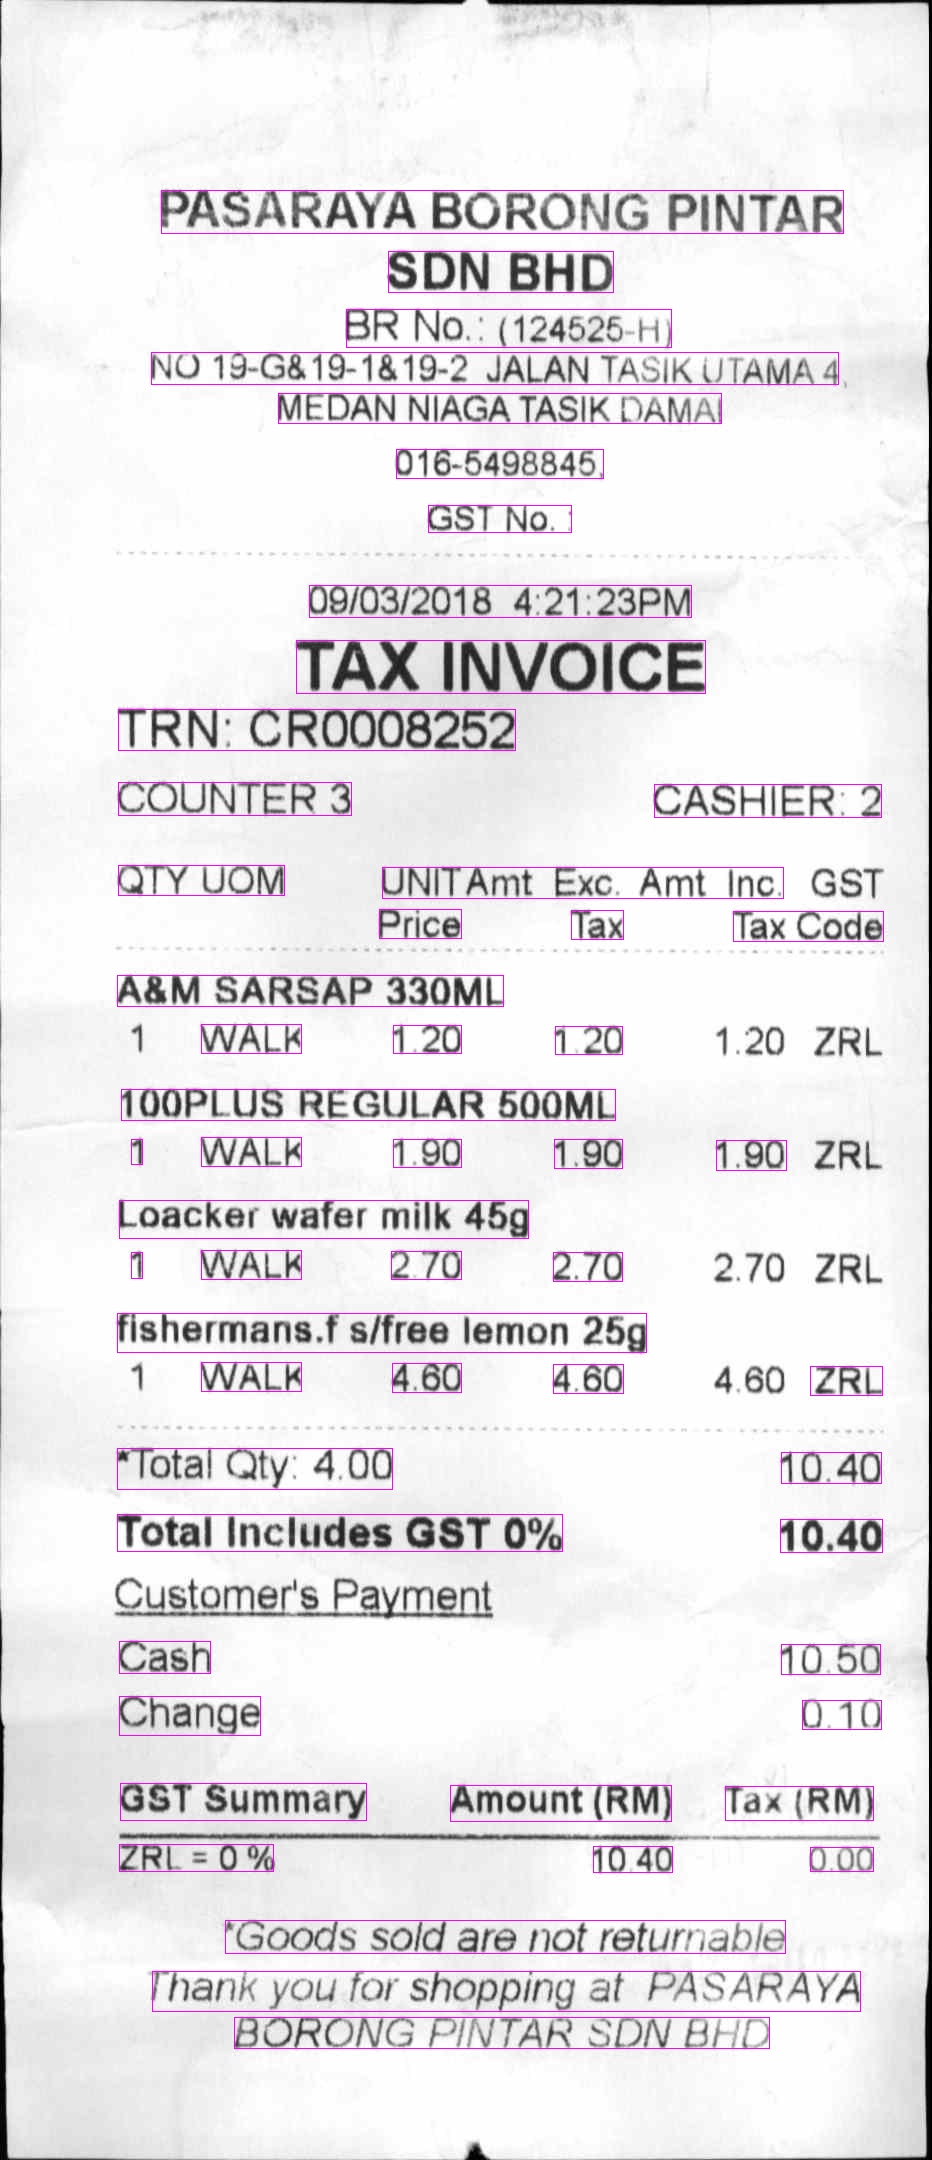 PASARAYA BORONG PINTAR
SDN BHD
BR No.: (124525-H)
NO 19-G&19-1&19-2 JALAN TASIK UTAMA 4,
MEDAN NIAGA TASIK DAMAI
016-5498845,
GST No. :
09/03/2018 4:21:23PM
TAX INVOICE
TRN: CR0008252
COUNTER 3 CASHIER: 2
QTY UOM UNIT Amt Exc. Amt Inc. GST
Price Tax Tax Code
A&M SARSAP 330ML
1 WALK 1.20 1.20 1.20 ZRL
100PLUS REGULAR 500ML
1 WALK 1.90 1.90 1.90 ZRL
Loacker wafer milk 45g
1 WALK 2.70 2.70 2.70 ZRL
fishermans.f s/free lemon 25g
1 WALK 4.60 4.60 4.60 ZRL
*Total Qty: 4.00 10.40
Total Includes GST 0% 10.40
Customer's Payment
Cash 10.50
Change 0.10
GST Summary Amount (RM) Tax (RM)
ZRL = 0 % 10.40 0.00
*Goods sold are not returnable
Thank you for shopping at PASARAYA
BORONG PINTAR SDN BHD